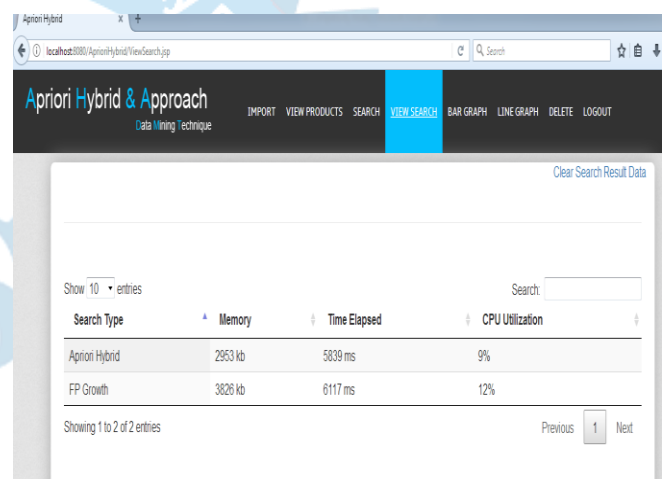 Apriori Hybrid x +
localhost:8080/AprioriHybrid/ViewSearch.jsp Search
Apriori Hybrid & Approach
Data Mining Technique
IMPORT VIEW PRODUCTS SEARCH VIEW SEARCH BAR GRAPH LINE GRAPH DELETE LOGOUT
Clear Search Result Data
Show 10 entries Search:
Search Type Memory Time Elapsed CPU Utilization
Apriori Hybrid 2953 kb 5839 ms 9%
FP Growth 3826 kb 6117 ms 12%
Showing 1 to 2 of 2 entries Previous 1 Next